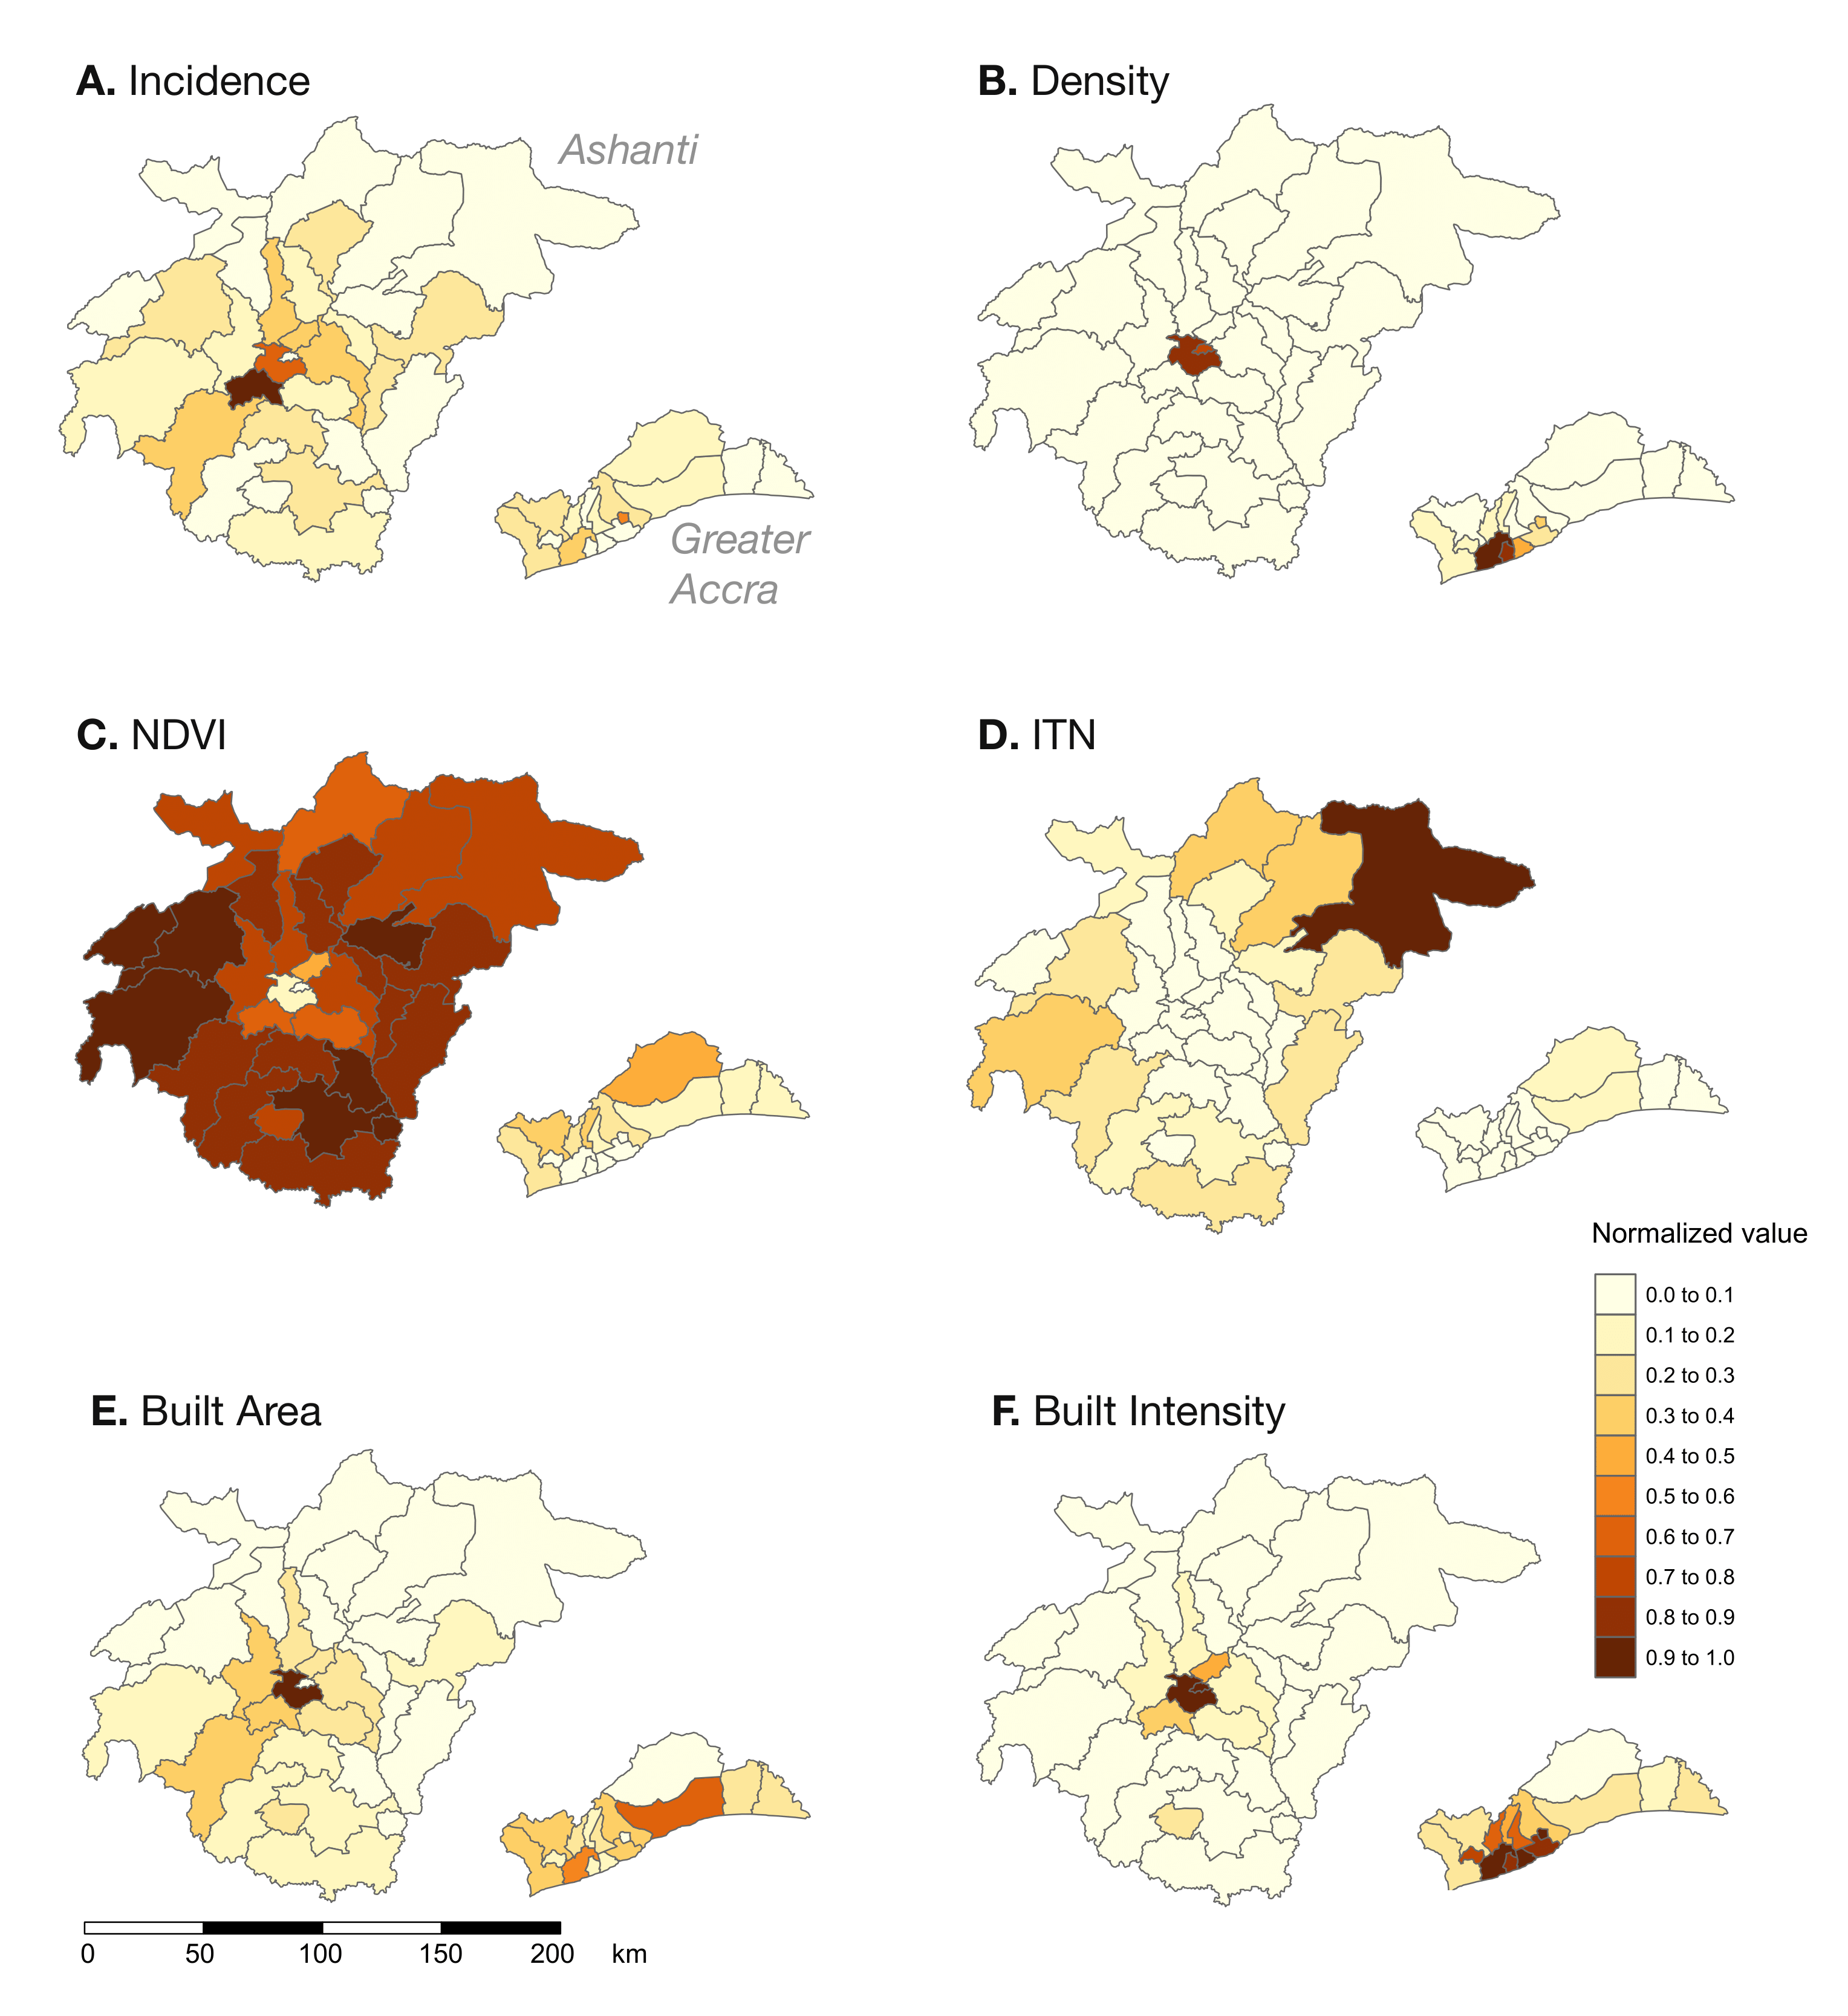 A. Incidence
B. Density
Ashanti
Greater
Accra
C. NDVI
D. ITN
Normalized value
0.0 to 0.1
0.1 to 0.2
0.2 to 0.3
0.3 to 0.4
0.4 to 0.5
0.5 to 0.6
0.6 to 0.7
0.7 to 0.8
0.8 to 0.9
0.9 to 1.0
E. Built Area
F. Built Intensity
0 50 100 150 200 km